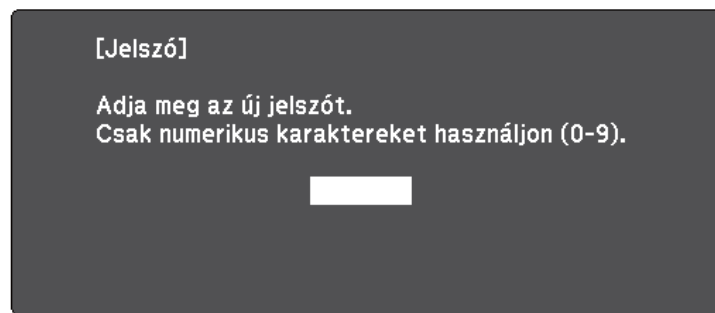 [Jelszó]
Adja meg az új jelszót.
Csak numerikus karaktereket használjon (0-9).